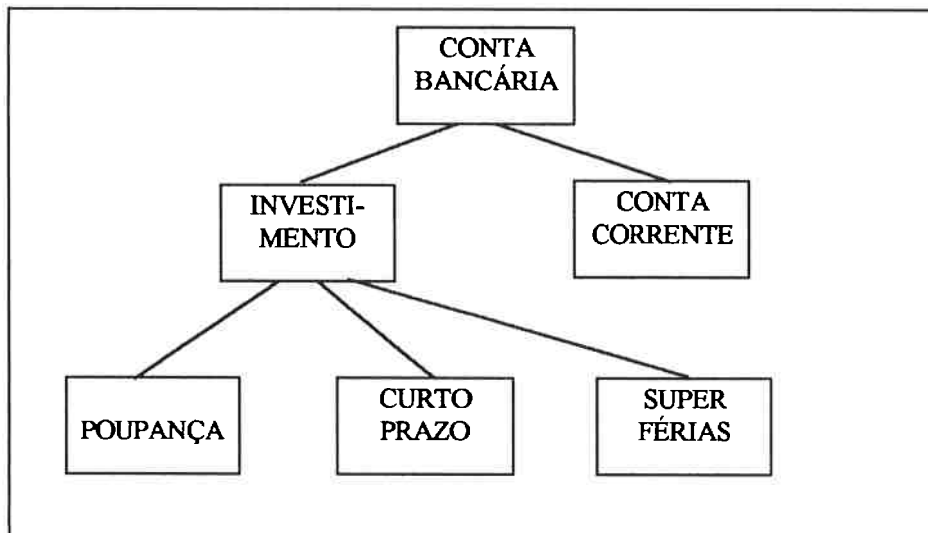 CONTA
BANCÁRIA
INVESTI-
MENTO
CONTA
CORRENTE
POUPANÇA
CURTO
PRAZO
SUPER
FÉRIAS